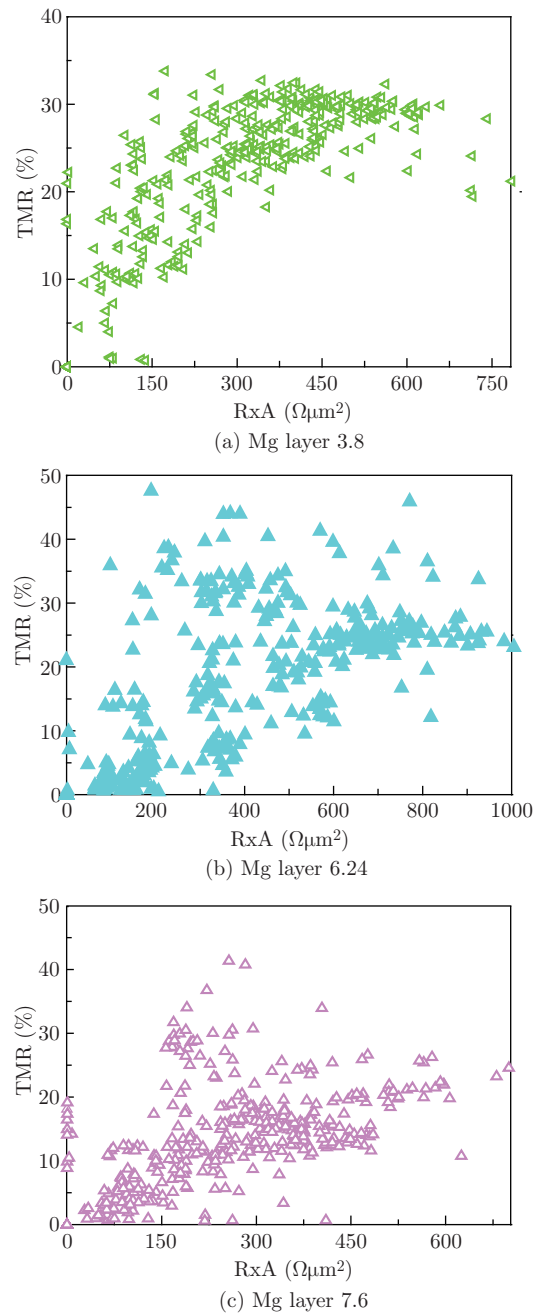 40
30
20
10
0
TMR (%)
0 150 300 450 600 750
RxA (Ωμm²)
(a) Mg layer 3.8
50
40
30
20
10
0
TMR (%)
0 200 400 600 800 1000
RxA (Ωμm²)
(b) Mg layer 6.24
50
40
30
20
10
0
TMR (%)
0 150 300 450 600
RxA (Ωμm²)
(c) Mg layer 7.6